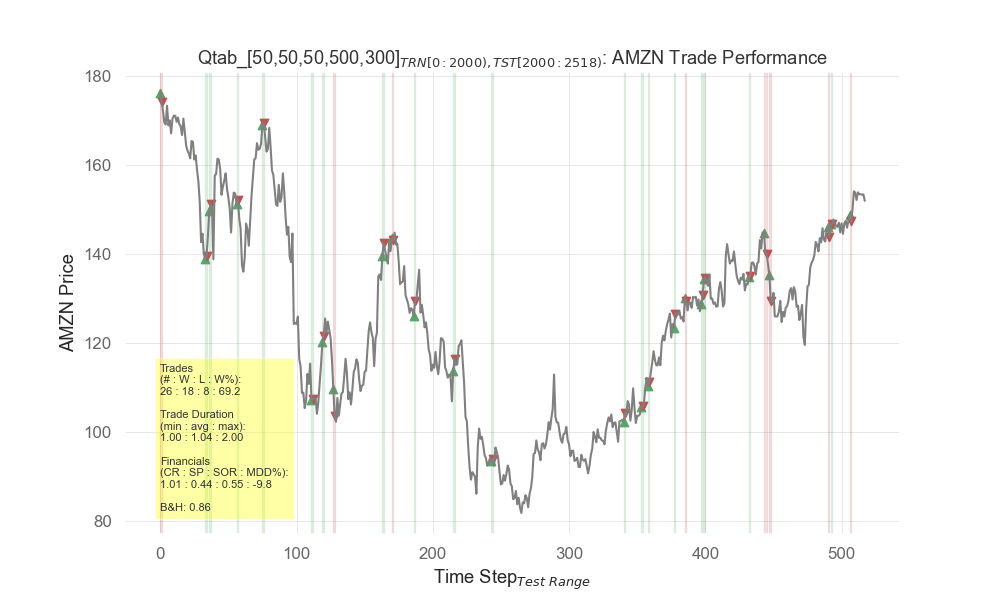 Qtab_[50,50,50,500,300]TRN[0:2000),TST[2000:2518): AMZN Trade Performance
180
160
140
120
100
80
AMZN Price
Trades
(# : W : L : W%):
26 : 18 : 8 : 69.2
Trade Duration
(min : avg : max):
1.00 : 1.04 : 2.00
Financials
(CR : SP : SOR : MDD%):
1.01 : 0.44 : 0.55 : -9.8
B&H: 0.86
0 100 200 300 400 500
Time StepTest Range